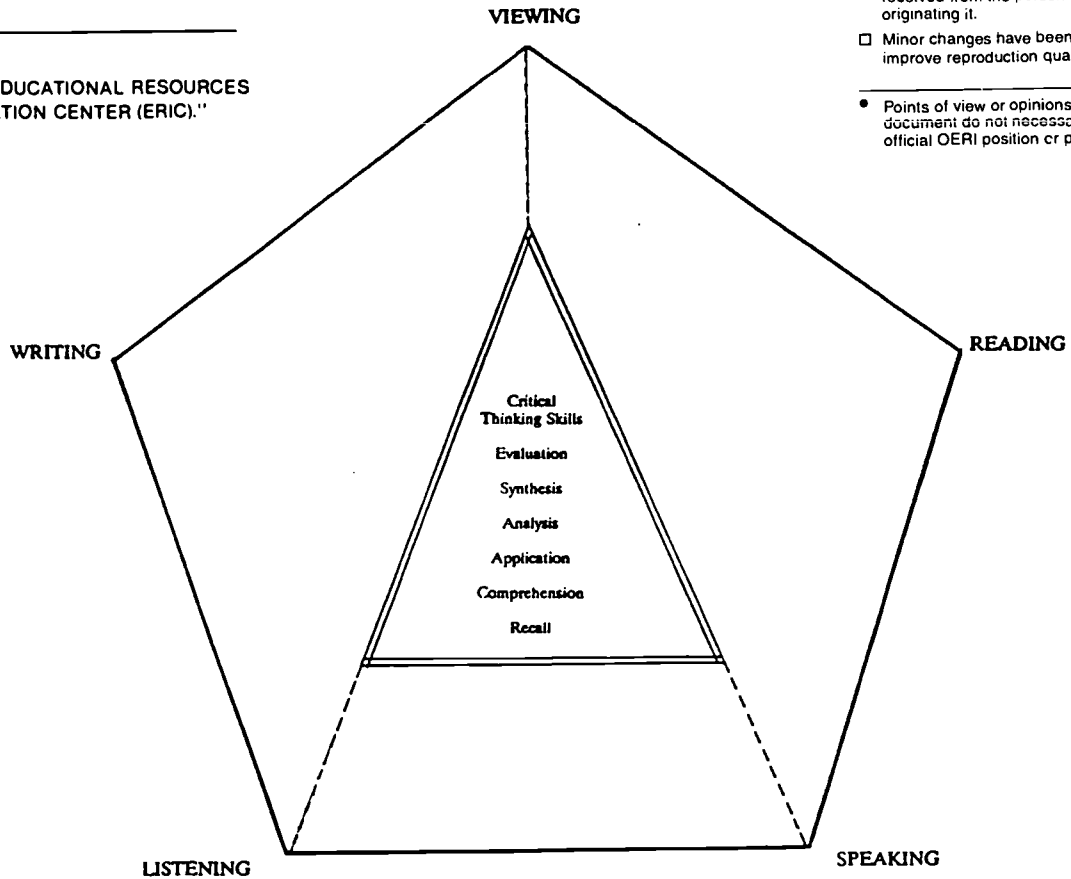 VIEWING
originating it.
□ Minor changes have been
improve reproduction qua
DUCATIONAL RESOURCES
ATION CENTER (ERIC)."
• Points of view or opinions
document do not necessa
official OERI position or p
WRITING
READING
Critical
Thinking Skills
Evaluation
Synthesis
Analysis
Application
Comprehension
Recall
LISTENING
SPEAKING